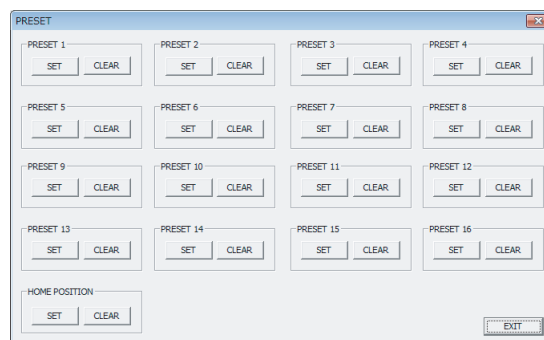 PRESET
PRESET 1 PRESET 2 PRESET 3 PRESET 4
SET CLEAR SET CLEAR SET CLEAR SET CLEAR
PRESET 5 PRESET 6 PRESET 7 PRESET 8
SET CLEAR SET CLEAR SET CLEAR SET CLEAR
PRESET 9 PRESET 10 PRESET 11 PRESET 12
SET CLEAR SET CLEAR SET CLEAR SET CLEAR
PRESET 13 PRESET 14 PRESET 15 PRESET 16
SET CLEAR SET CLEAR SET CLEAR SET CLEAR
HOME POSITION
SET CLEAR
EXIT